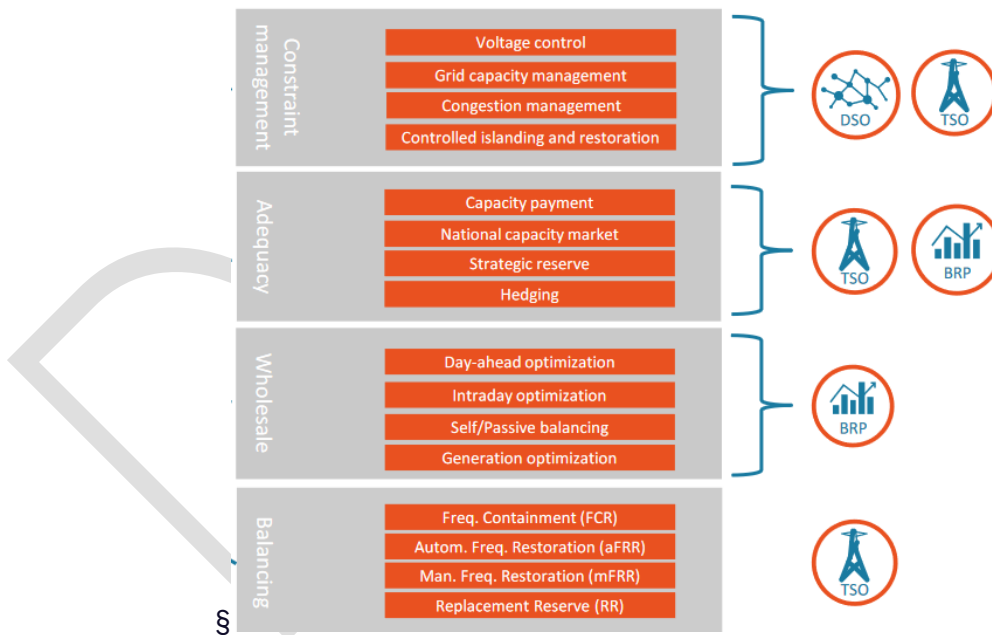 Constraint
management
Voltage control
Grid capacity management
Congestion management
Controlled islanding and restoration
DSO
TSO
Adequacy
Capacity payment
National capacity market
Strategic reserve
Hedging
TSO
BRP
Wholesale
Day-ahead optimization
Intraday optimization
Self/Passive balancing
Generation optimization
BRP
Balancing
Freq. Containment (FCR)
Autom. Freq. Restoration (aFRR)
Man. Freq. Restoration (mFRR)
Replacement Reserve (RR)
TSO
§